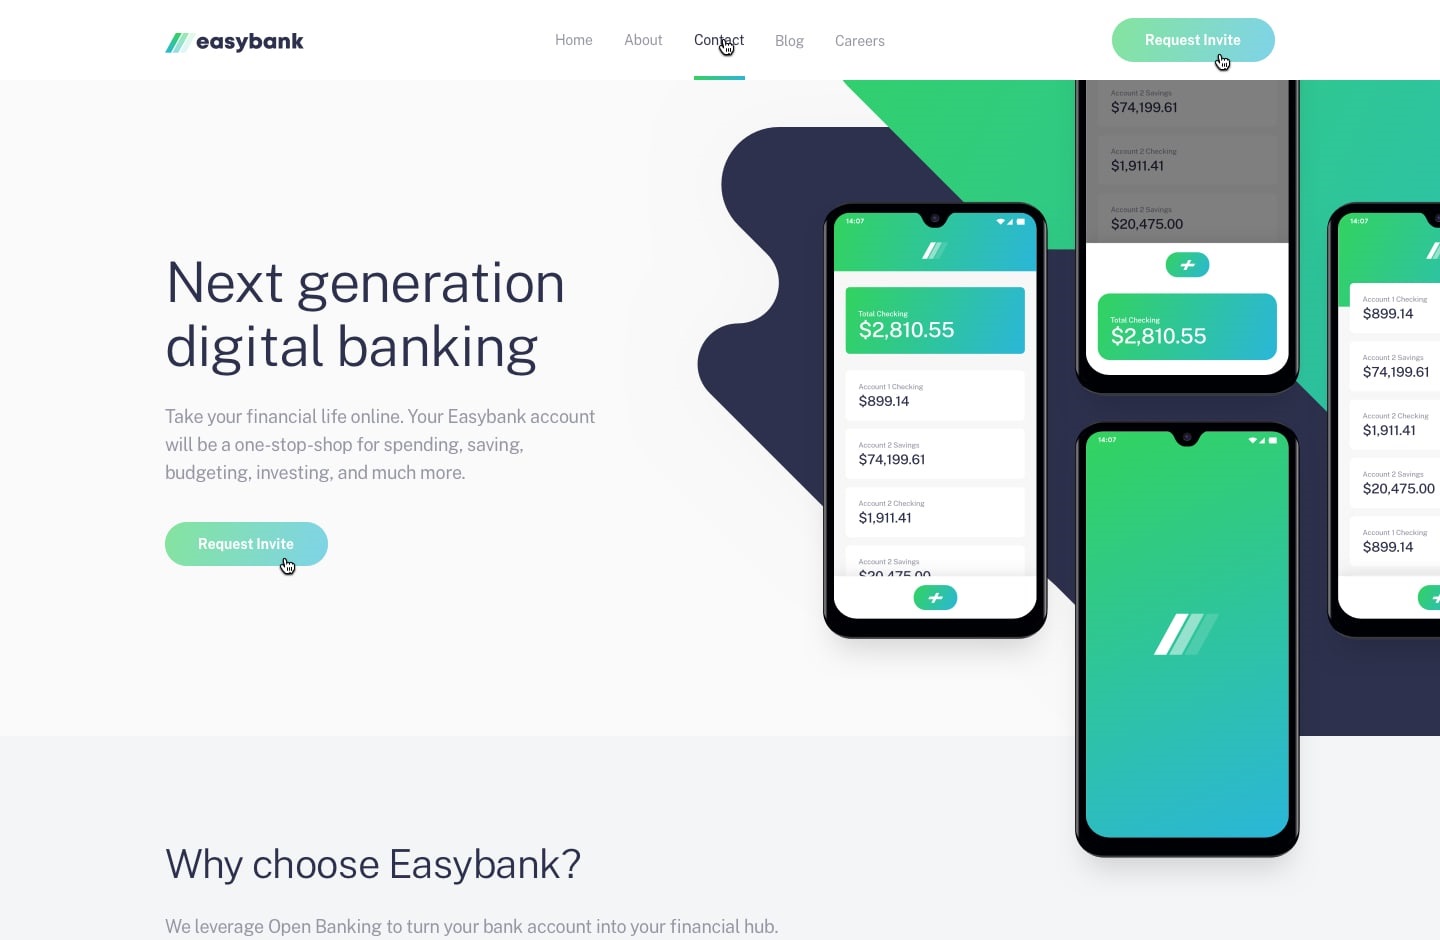 easybank
Home
About
Contact
Blog
Careers
Request Invite
Next generation
digital banking
Take your financial life online. Your Easybank account
will be a one-stop-shop for spending, saving,
budgeting, investing, and much more.
Request Invite
14:07
Total Checking
$2,810.55
Account 1 Checking
$899.14
Account 2 Savings
$74,199.61
Account 2 Checking
$1,911.41
Account 2 Savings
$20,475.00
Account 2 Savings
$74,199.61
Account 2 Checking
$1,911.41
Account 2 Savings
$20,475.00
Total Checking
$2,810.55
14:07
14:07
Account 1 Checking
$899.14
Account 2 Savings
$74,199.61
Account 2 Checking
$1,911.41
Account 2 Savings
$20,475.00
Account 1 Checking
$899.14
Why choose Easybank?
We leverage Open Banking to turn your bank account into your financial hub.